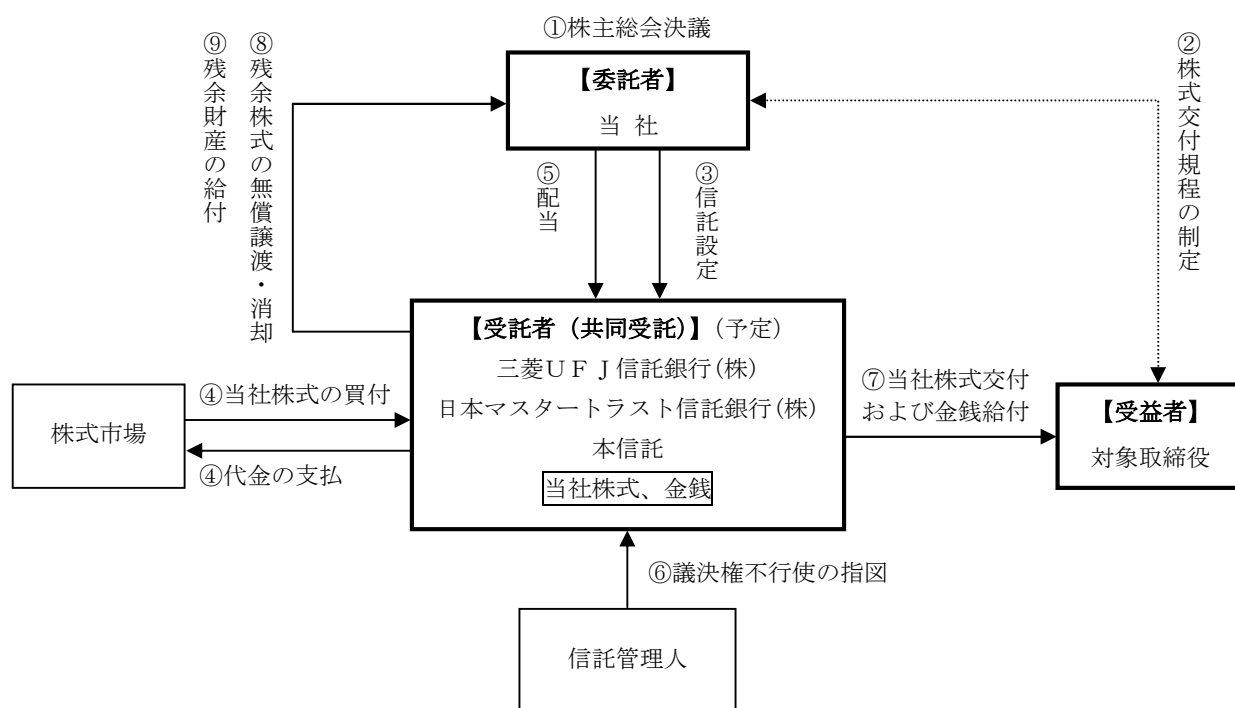 ①株主総会決議
【委託者】
当 社
⑨残余財産の給付
⑧残余株式の無償譲渡・消却
⑤配当
③信託設定
②株式交付規程の制定
【受託者（共同受託）】(予定)
三菱ＵＦＪ信託銀行(株)
日本マスタートラスト信託銀行(株)
本信託
当社株式、金銭
④当社株式の買付
株式市場
④代金の支払
⑦当社株式交付
および金銭給付
【受益者】
対象取締役
⑥議決権不行使の指図
信託管理人